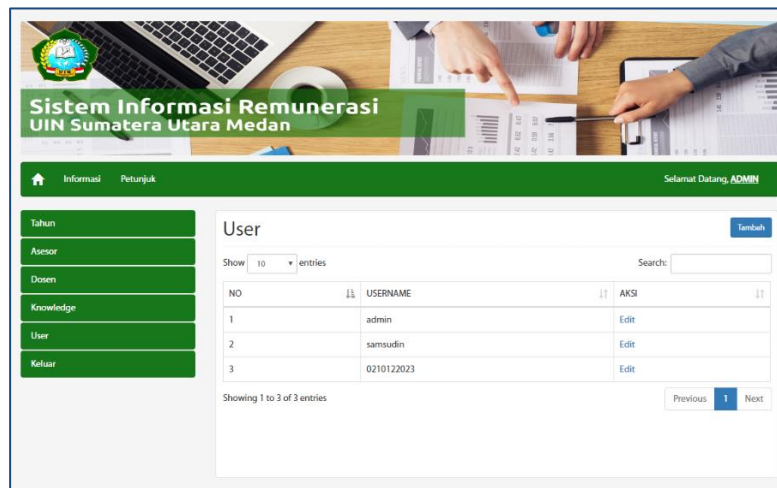 Sistem Informasi Remunerasi
UIN Sumatera Utara Medan
Informasi Petunjuk Selamat Datang, ADMIN
Tahun
Asesor
Dosen
Knowledge
User
Keluar
User Tambah
Show 10 entries Search:
NO USERNAME AKSI
1 admin Edit
2 samsudin Edit
3 0210122023 Edit
Showing 1 to 3 of 3 entries Previous 1 Next